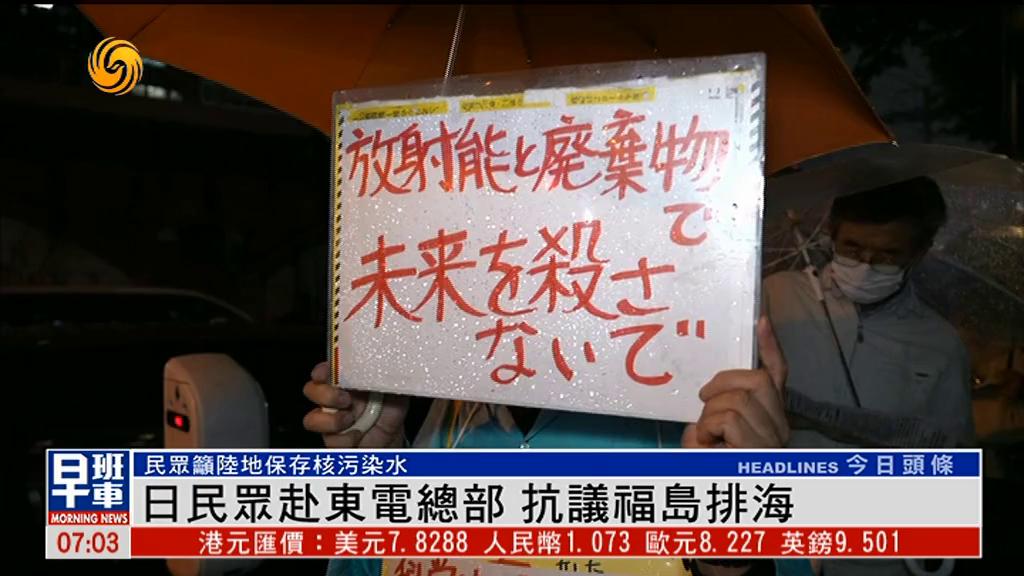 放射能と廃棄物
で
未来を殺さ
ないで
民眾籲陸地保存核污染水
HEADLINES 今日頭條
早班車
MORNING NEWS
日民眾赴東電總部 抗議福島排海
07:03
港元匯價：美元7.8288 人民幣1.073 歐元8.227 英鎊9.501